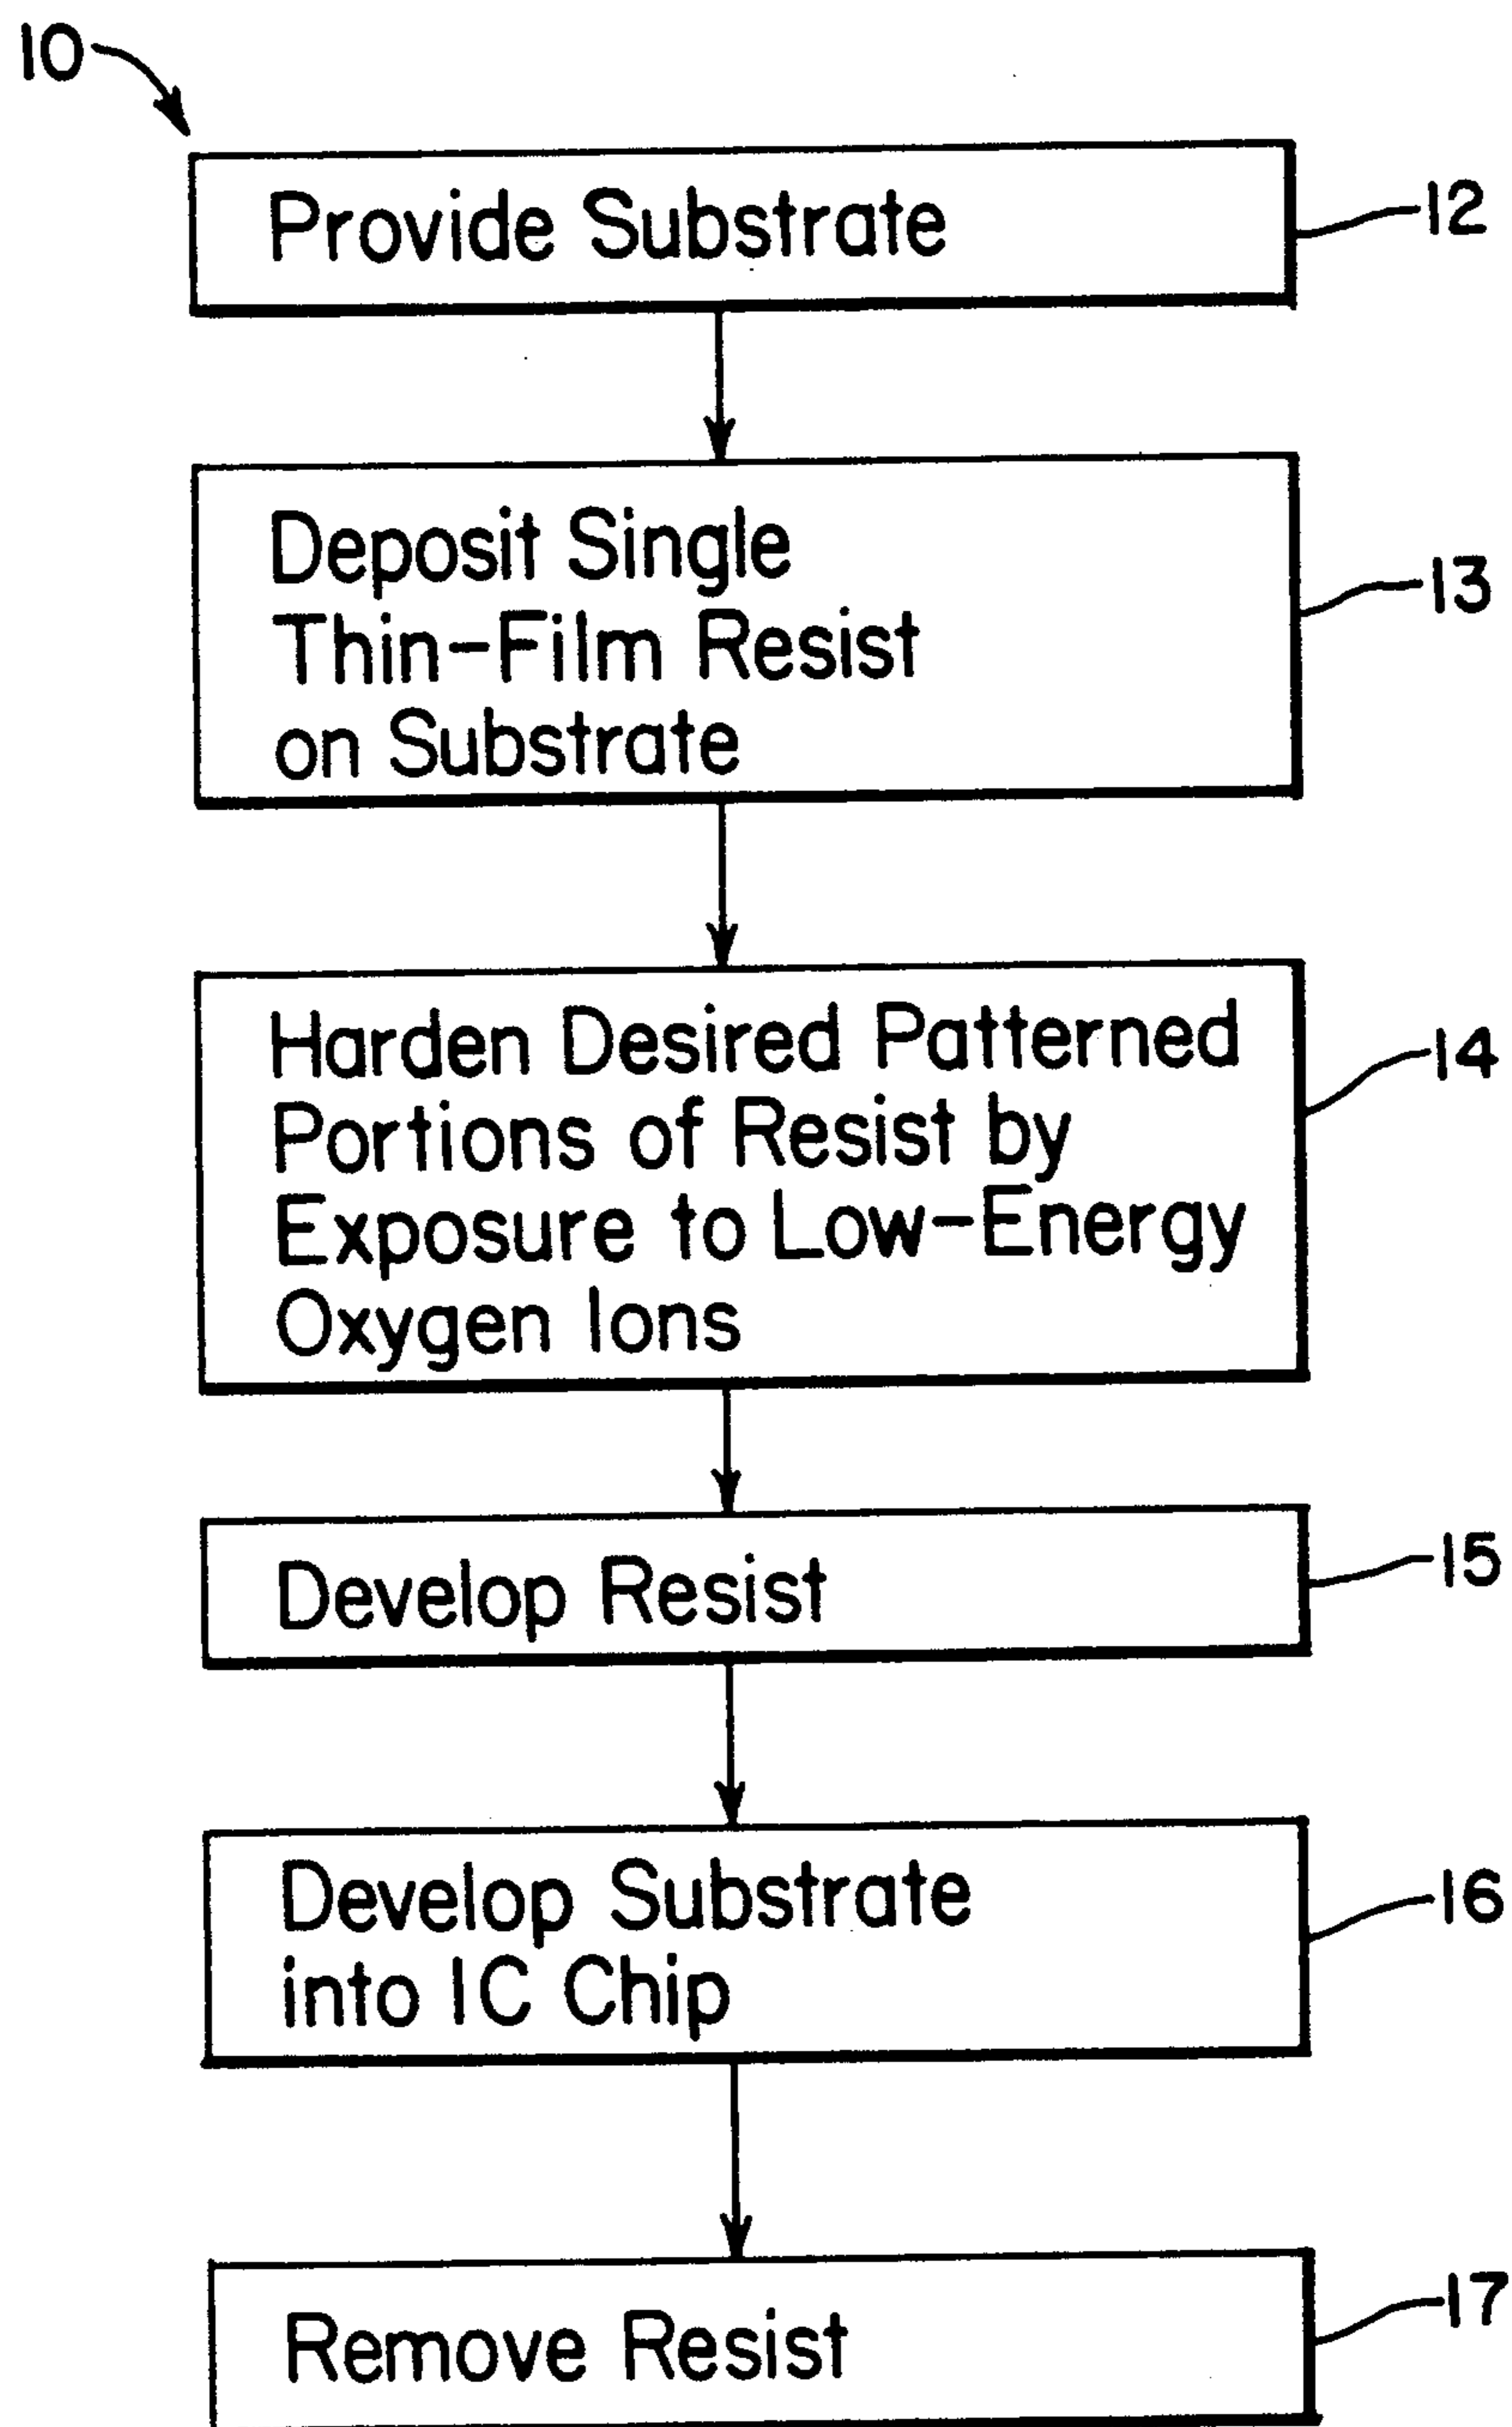 10
Provide Substrate
12
Deposit Single
Thin-Film Resist
on Substrate
13
Harden Desired Patterned
Portions of Resist by
Exposure to Low-Energy
Oxygen Ions
14
Develop Resist
15
Develop Substrate
into IC Chip
16
Remove Resist
17